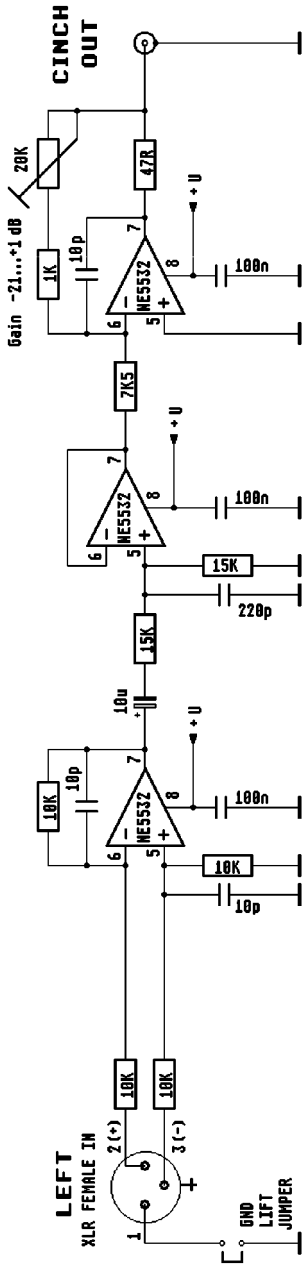 LEFT
XLR FEMALE IN
1
2 (+)
3 (-)
GND
LIFT
JUMPER
10K
10K
10K
10p
6
5
7
8
NE5532
+ U
10K
10p
100n
10u
+
15K
15K
220p
6
5
7
8
NE5532
+ U
100n
7K5
Gain -21...+1 dB
1K
20K
10p
6
5
7
8
NE5532
+ U
100n
47R
CINCH
OUT